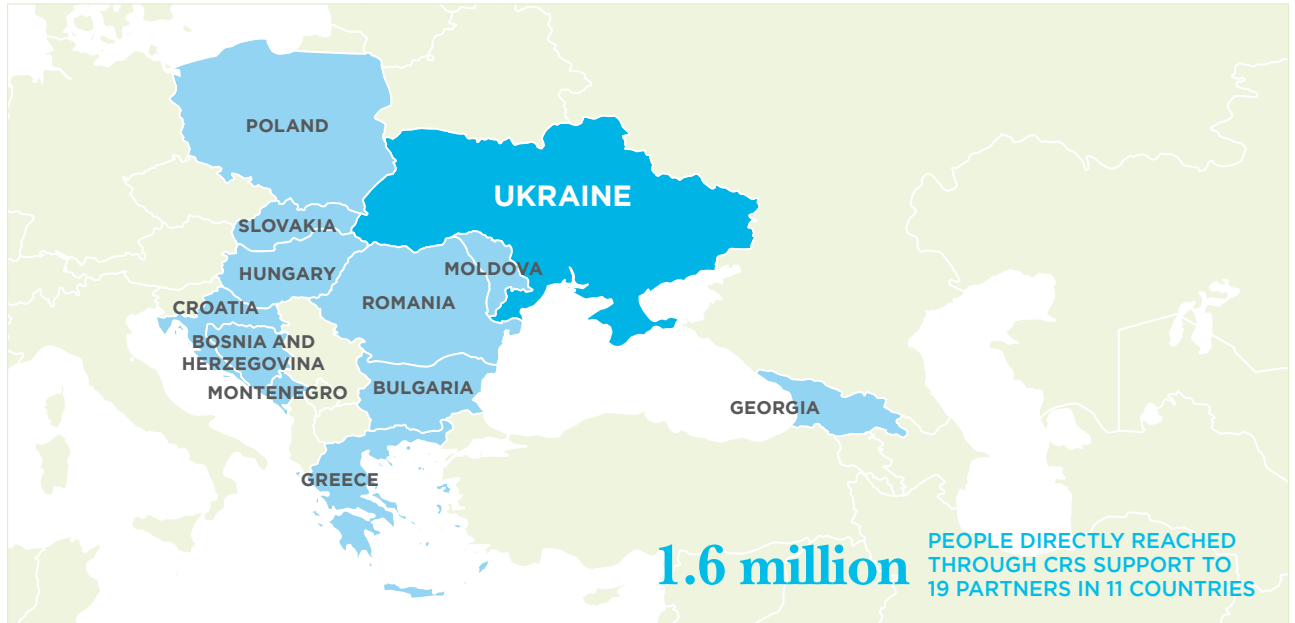 POLAND
UKRAINE
SLOVAKIA
HUNGARY
MOLDOVA
ROMANIA
CROATIA
BOSNIA AND
HERZEGOVINA
MONTENEGRO
BULGARIA
GEORGIA
GREECE
1.6 million
PEOPLE DIRECTLY REACHED
THROUGH CRS SUPPORT TO
19 PARTNERS IN 11 COUNTRIES